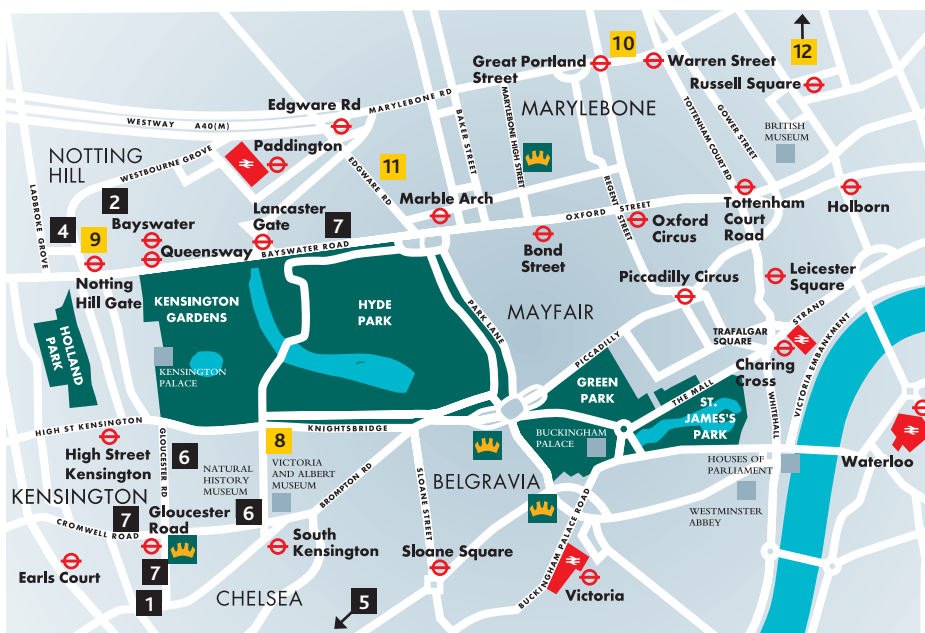 10
12
Great Portland
Street
Warren Street
Russell Square
Edgware Rd
MARYLEBONE RD
MARYLEBONE
WESTWAY A40(M)
BAKER STREET
MARYLEBONE HIGH STREET
TOTTENHAM COURT RD
GOWER STREET
BRITISH
MUSEUM
NOTTING
HILL
WESTBOURNE GROVE
Paddington
EDGWARE RD
11
LADBROKE GROVE
2
Marble Arch
REGENT STREET
OXFORD STREET
Tottenham
Court
Road
Holborn
4
9
Bayswater
Queensway
Lancaster
Gate
7
BAYSWATER ROAD
Bond
Street
Oxford
Circus
Notting
Hill Gate
Piccadilly Circus
Leicester
Square
KENSINGTON
GARDENS
HYDE
PARK
PARK LANE
MAYFAIR
STRAND
HOLLAND
PARK
KENSINGTON
PALACE
PICCADILLY
TRAFALGAR
SQUARE
Charing
Cross
VICTORIA EMBANKMENT
GREEN
PARK
THE MALL
ST.
JAMES'S
PARK
WHITEHALL
HIGH ST KENSINGTON
KNIGHTSBRIDGE
High Street
Kensington
GLOUCESTER RD
6
8
NATURAL
HISTORY
MUSEUM
VICTORIA
AND ALBERT
MUSEUM
BROMPTON RD
SLOANE STREET
BELGRAVIA
BUCKINGHAM
PALACE
HOUSES OF
PARLIAMENT
Waterloo
WESTMINSTER
ABBEY
KENSINGTON
CROMWELL ROAD
7
Gloucester
Road
6
South
Kensington
Sloane Square
BUCKINGHAM PALACE ROAD
Earls Court
7
Victoria
1
CHELSEA
5